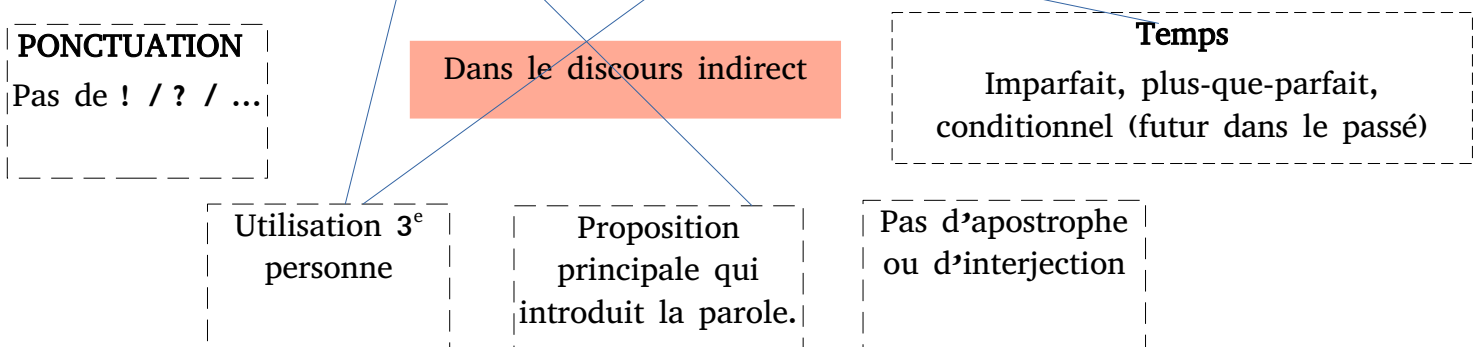 PONCTUATION
Pas de ! / ? / ...
Dans le discours indirect
Temps
Imparfait, plus-que-parfait,
conditionnel (futur dans le passé)
Utilisation 3e
personne
Proposition
principale qui
introduit la parole.
Pas d'apostrophe
ou d'interjection